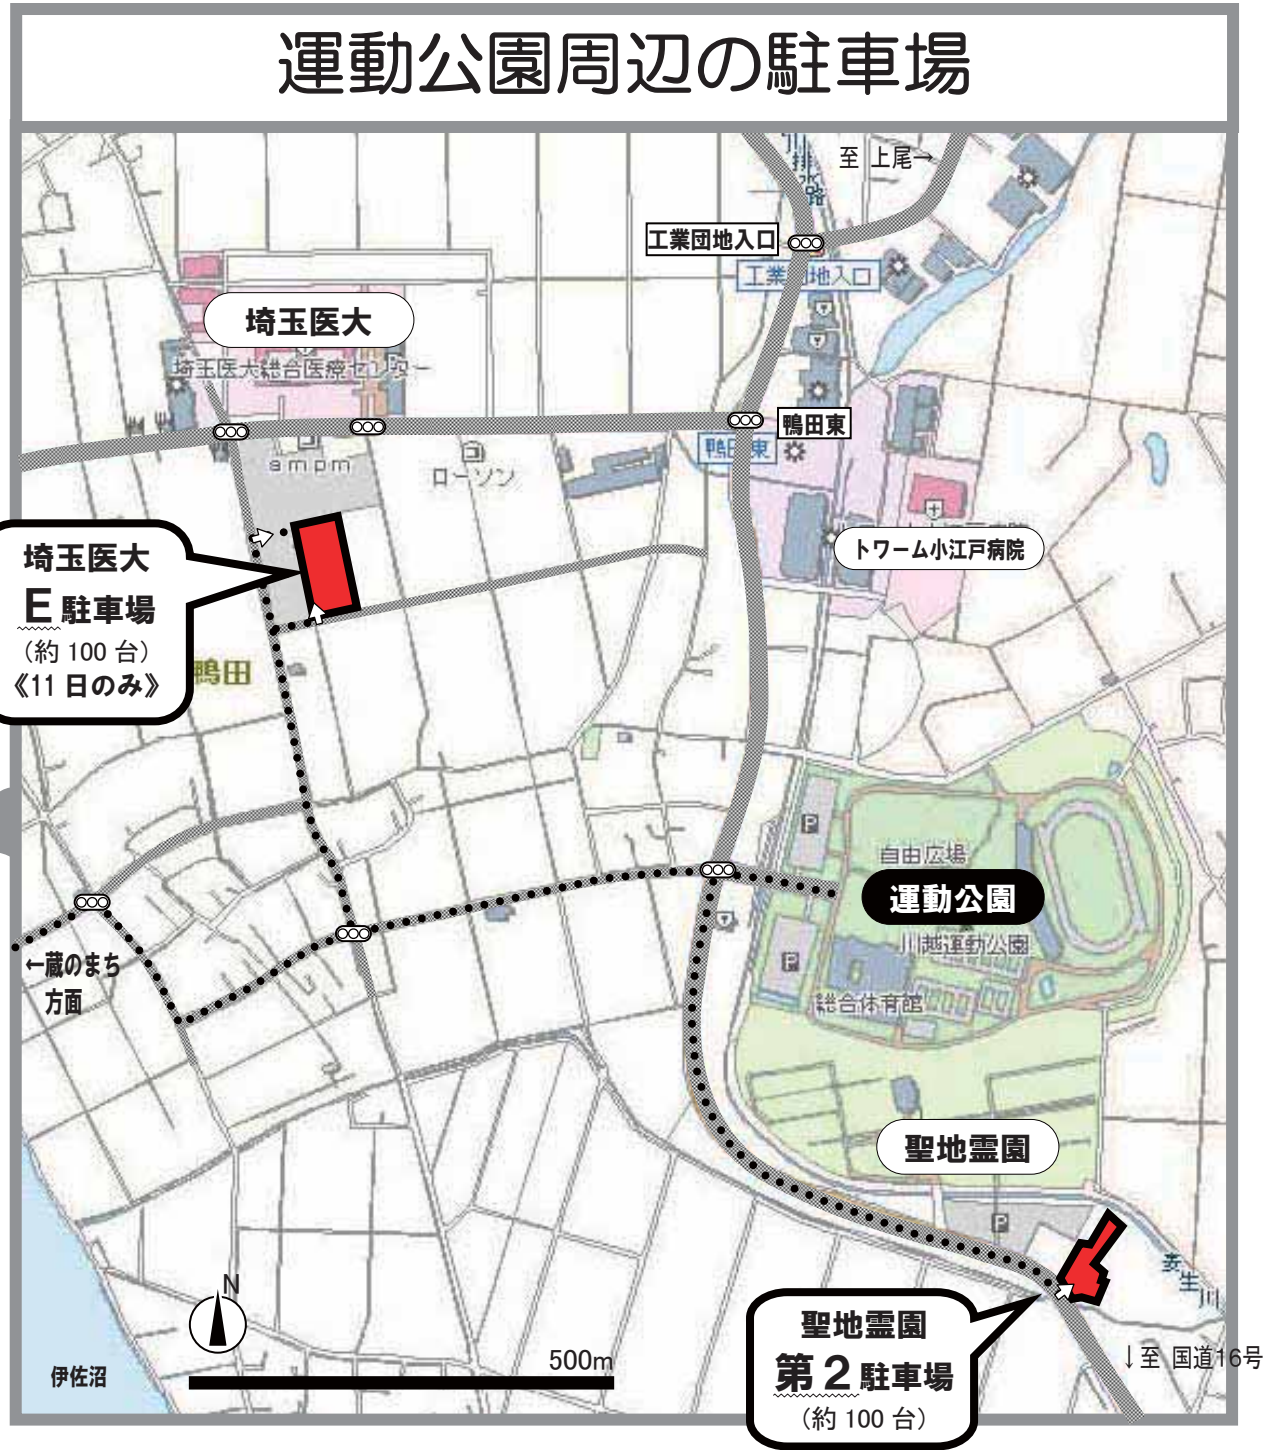 運動公園周辺の駐車場
川排水路
至 上尾→
工業団地入口
工業団地入口
埼玉医大
埼玉医大総合医療センター
鴨田東
鴨田東
ampm
ローソン
トワーム小江戸病院
埼玉医大
E 駐車場
（約 100 台）
《11 日のみ》
鴨田
P
自由広場
運動公園
川越運動公園
P
総合体育館
←蔵のまち
方面
聖地霊園
P
N
500m
伊佐沼
聖地霊園
第2 駐車場
（約 100 台）
↓至 国道16号